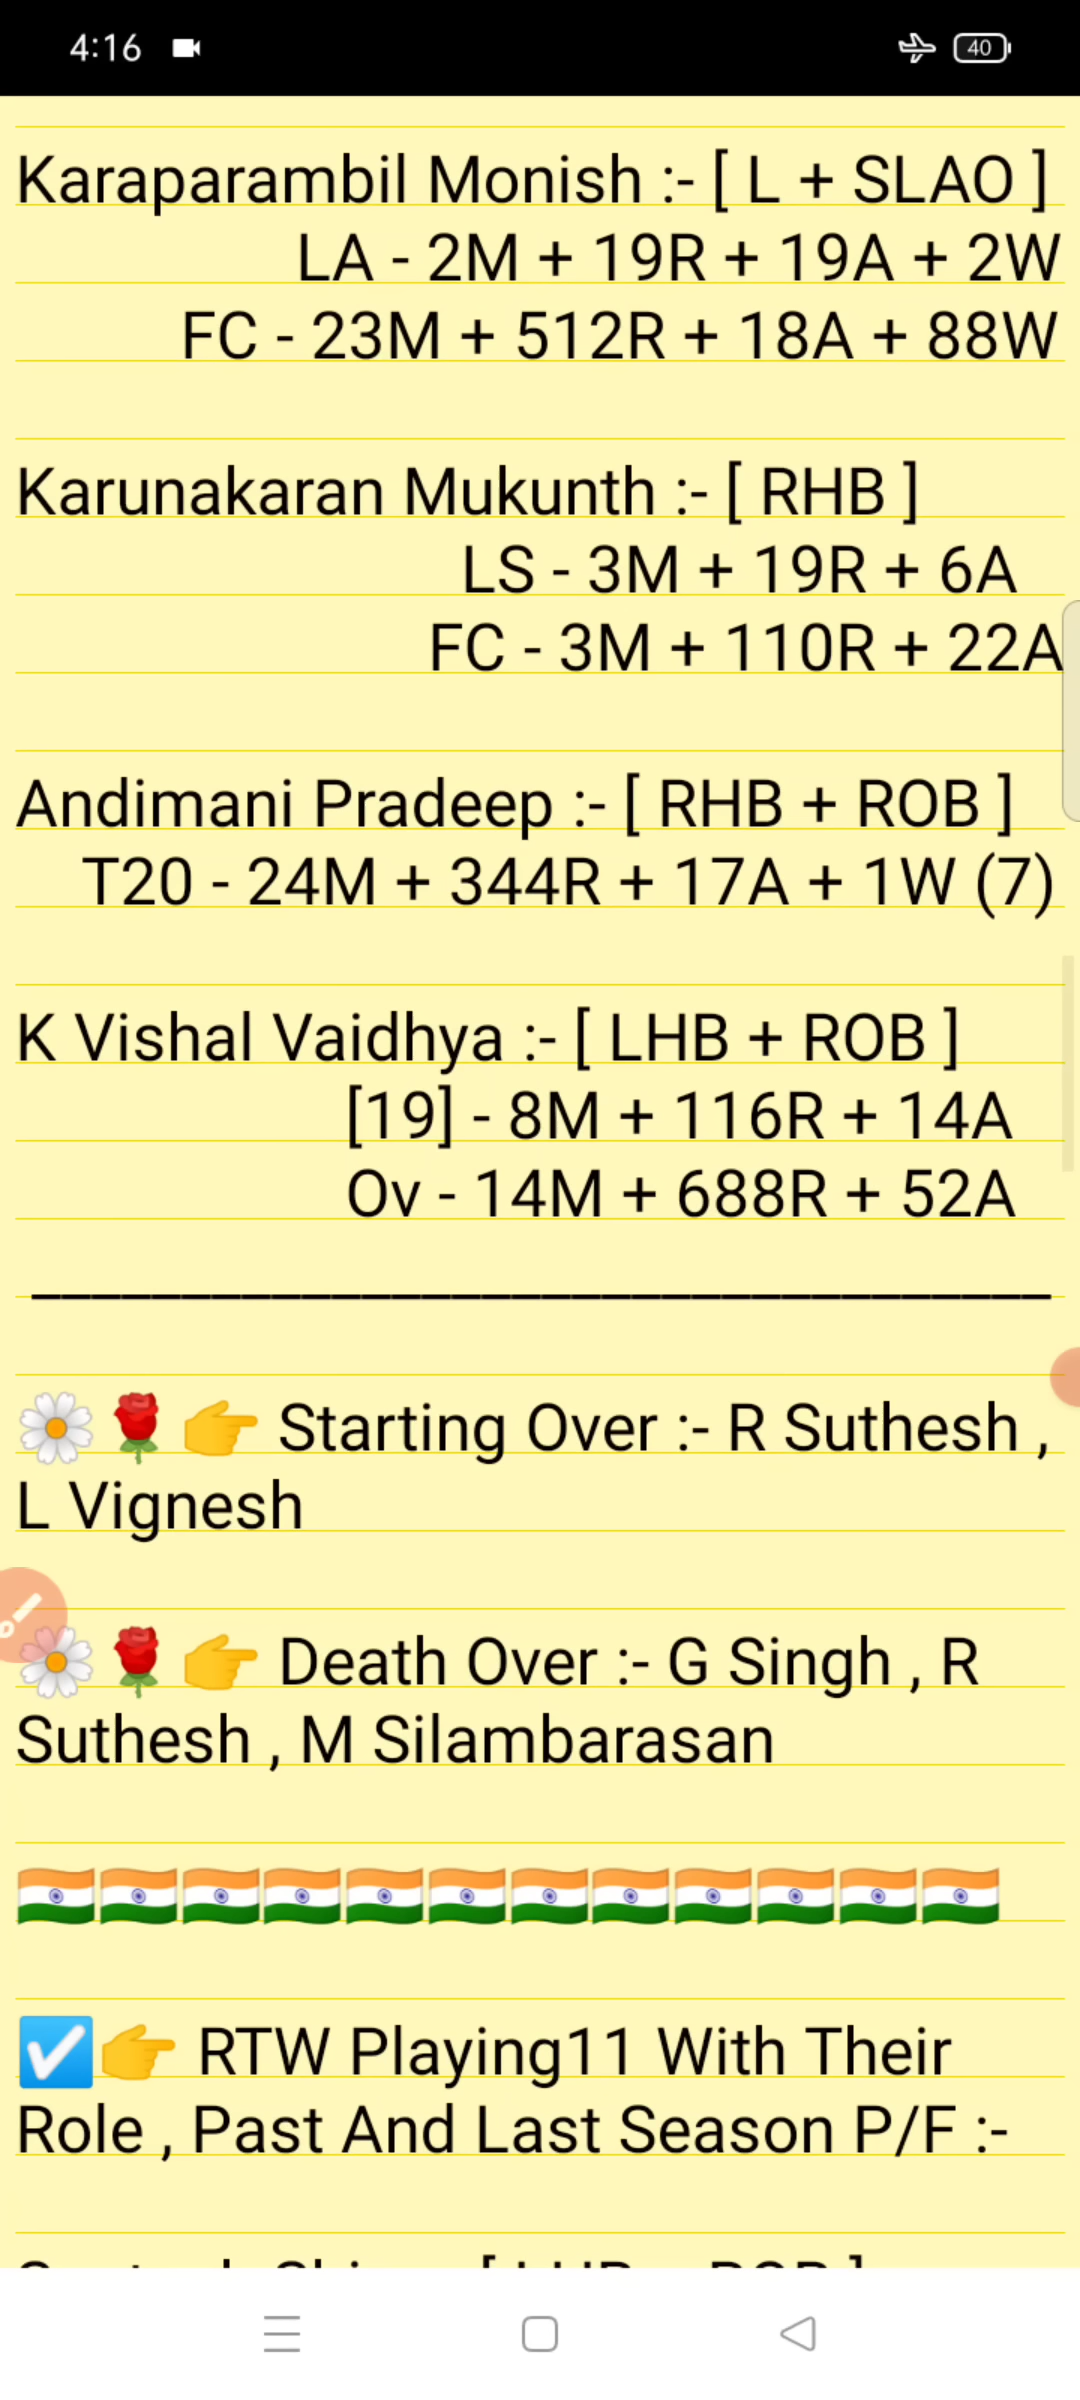 4:16
40
Karaparambil Monish :- [ L + SLAO ]
LA - 2M + 19R + 19A + 2W
FC - 23M + 512R + 18A + 88W
Karunakaran Mukunth :- [ RHB ]
LS - 3M + 19R + 6A
FC - 3M + 110R + 22A
Andimani Pradeep :- [ RHB + ROB ]
T20 - 24M + 344R + 17A + 1W (7)
K Vishal Vaidhya :- [ LHB + ROB ]
[19] - 8M + 116R + 14A
Ov - 14M + 688R + 52A
🌼🌹👉 Starting Over :- R Suthesh ,
L Vignesh
🌼🌹👉 Death Over :- G Singh , R
Suthesh , M Silambarasan
🇮🇳🇮🇳🇮🇳🇮🇳🇮🇳🇮🇳🇮🇳🇮🇳🇮🇳🇮🇳🇮🇳🇮🇳
☑️👉 RTW Playing11 With Their
Role , Past And Last Season P/F :-